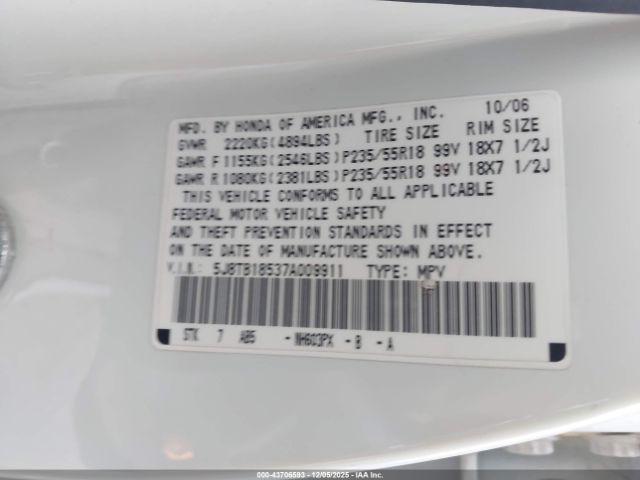 MFD. BY HONDA OF AMERICA MFG., INC. 10/06
GVWR 2220KG(4894LBS) TIRE SIZE RIM SIZE
GAWR F 1155KG(2546LBS)P235/55R18 99V 18X7 1/2J
GAWR R 1080KG(2381LBS)P235/55R18 99V 18X7 1/2J
THIS VEHICLE CONFORMS TO ALL APPLICABLE
FEDERAL MOTOR VEHICLE SAFETY
AND THEFT PREVENTION STANDARDS IN EFFECT
ON THE DATE OF MANUFACTURE SHOWN ABOVE.
V.I.N.: 5J8TB18537A009911 TYPE: MPV
STK 7 AB5 - NH603PX - B - A
000-43706593 - 12/05/2025 - IAA Inc.